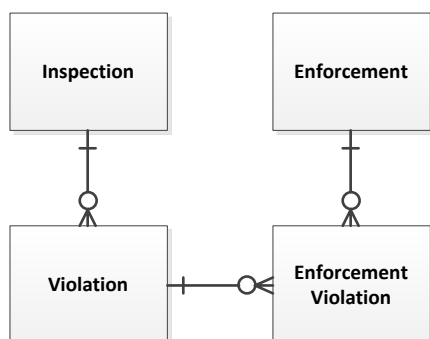 Inspection
Enforcement
Violation
Enforcement
Violation